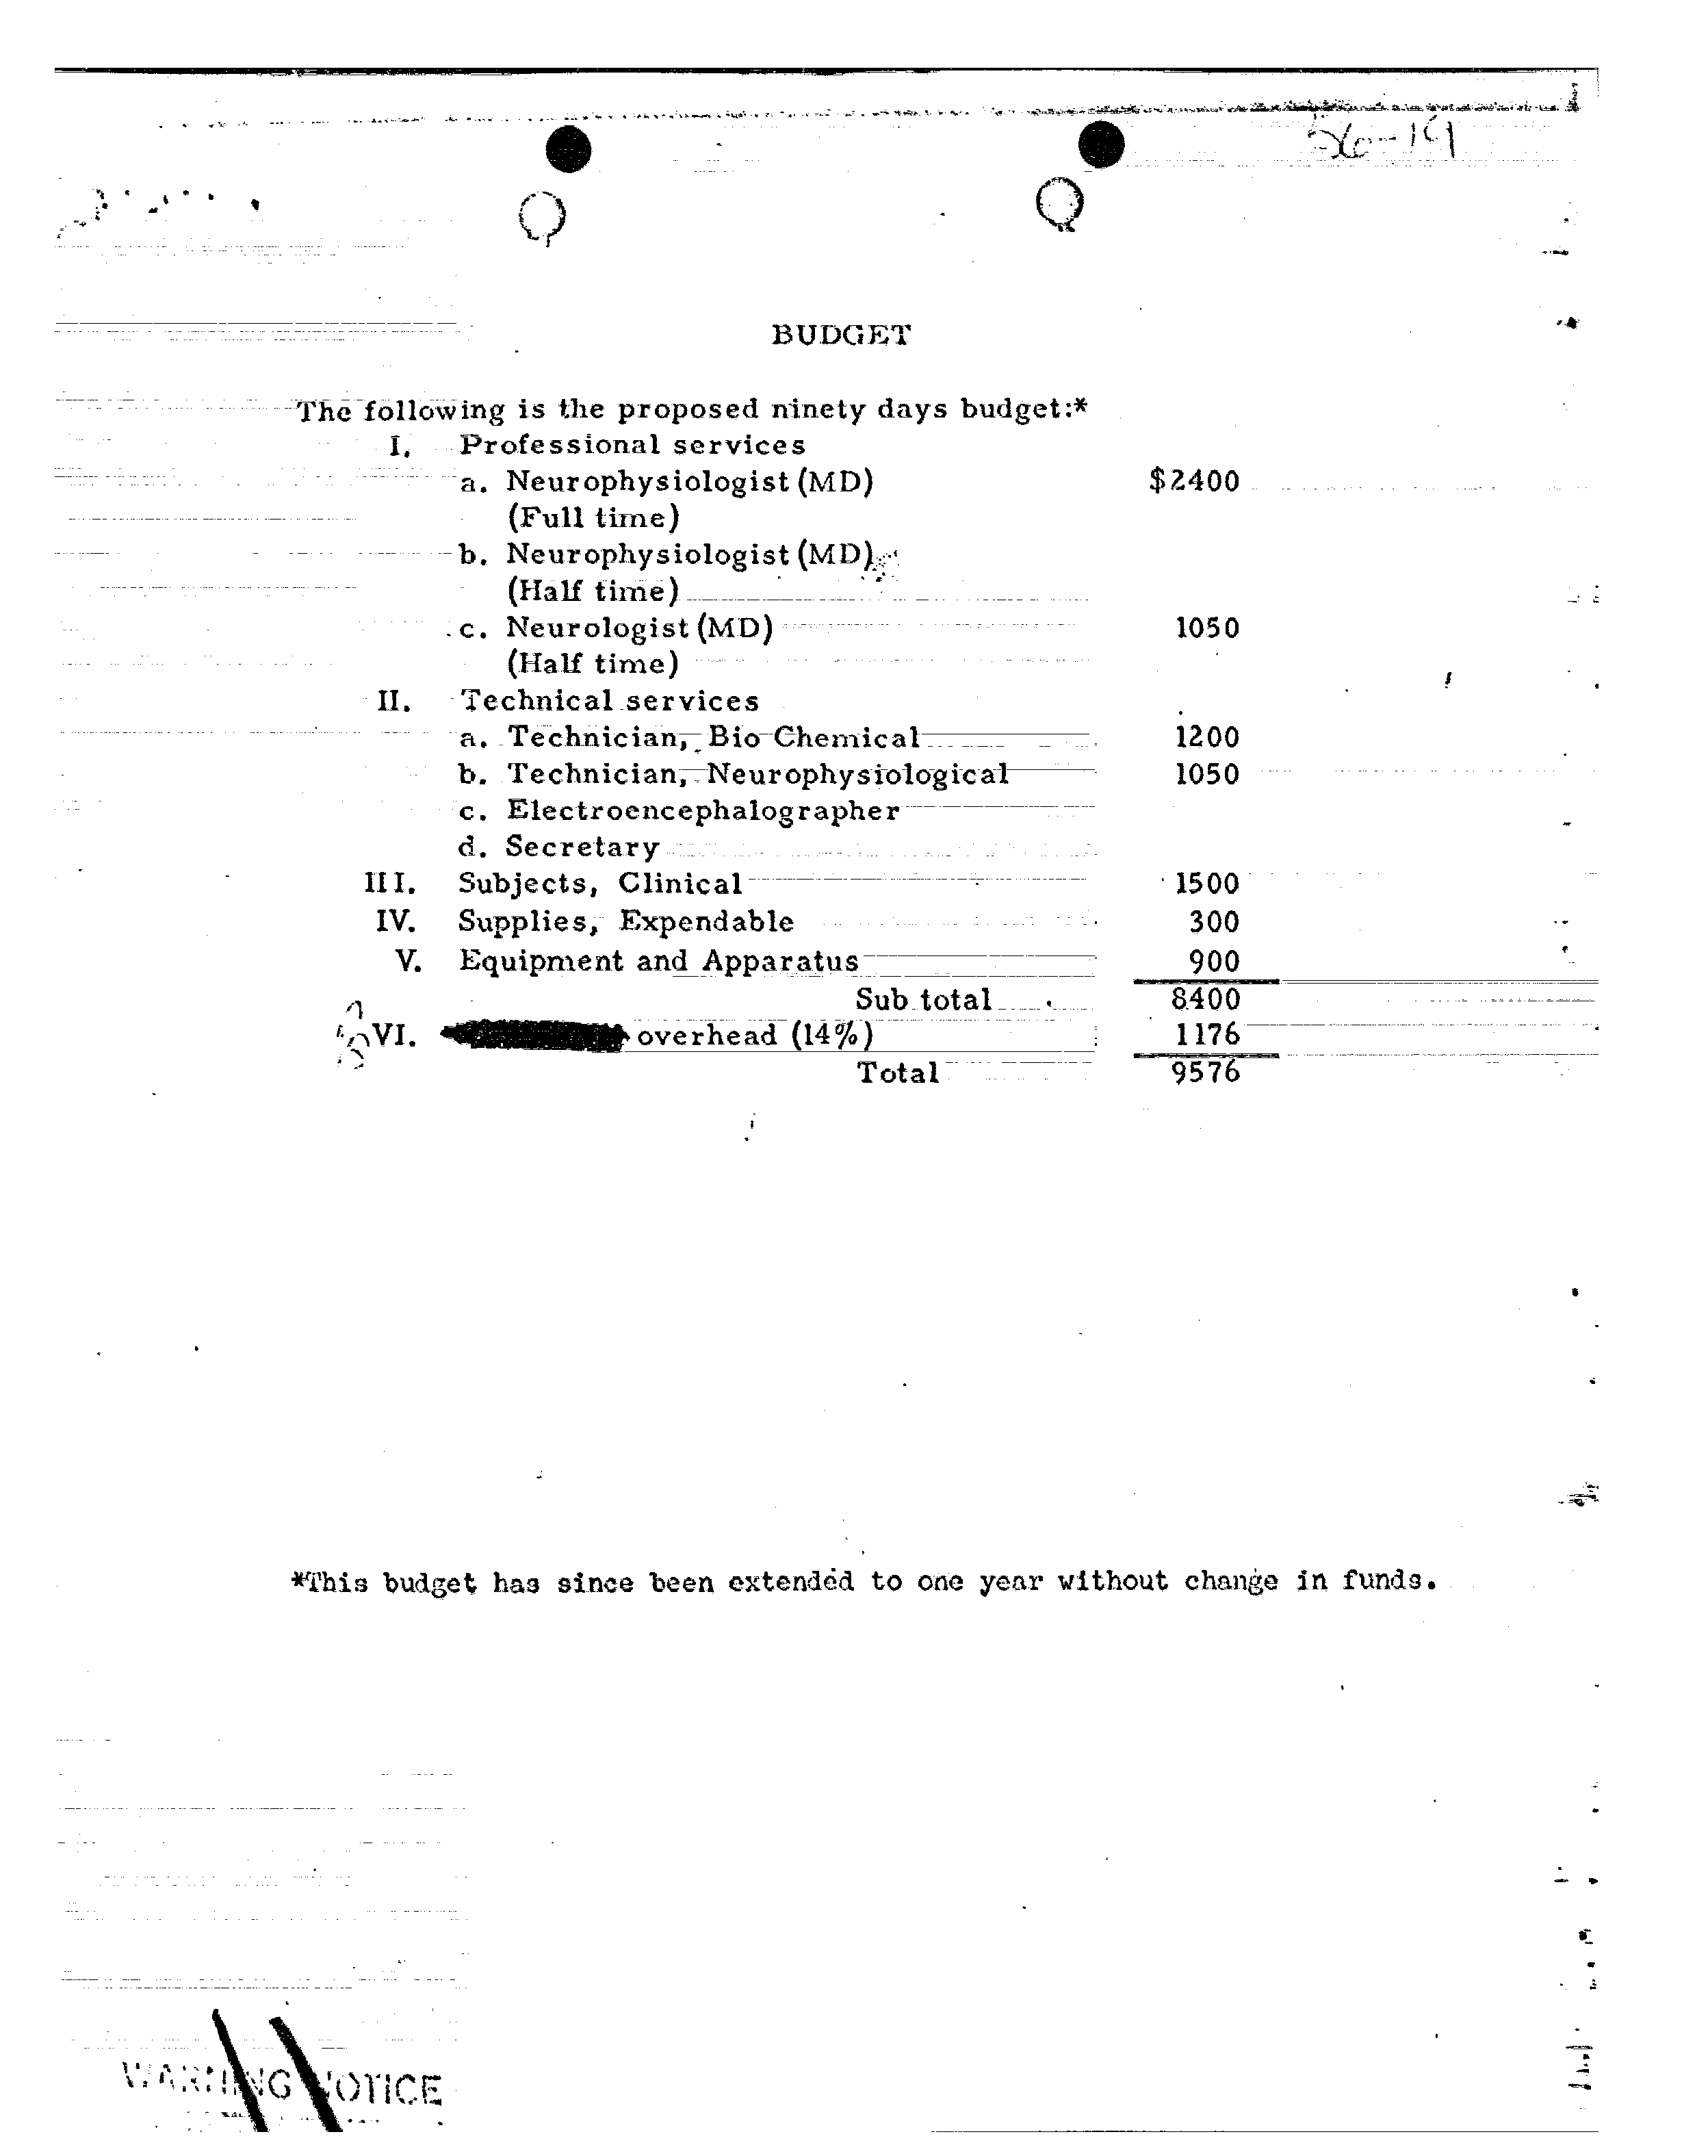 56-19
BUDGET
The following is the proposed ninety days budget:*
I. Professional services
a. Neurophysiologist (MD) $2400
(Full time)
b. Neurophysiologist (MD)
(Half time)
c. Neurologist (MD) 1050
(Half time)
II. Technical services
a. Technician, Bio Chemical 1200
b. Technician, Neurophysiological 1050
c. Electroencephalographer
d. Secretary
III. Subjects, Clinical 1500
IV. Supplies, Expendable 300
V. Equipment and Apparatus 900
Sub total 8400
VI. overhead (14%) 1176
Total 9576
*This budget has since been extended to one year without change in funds.
WARNING NOTICE